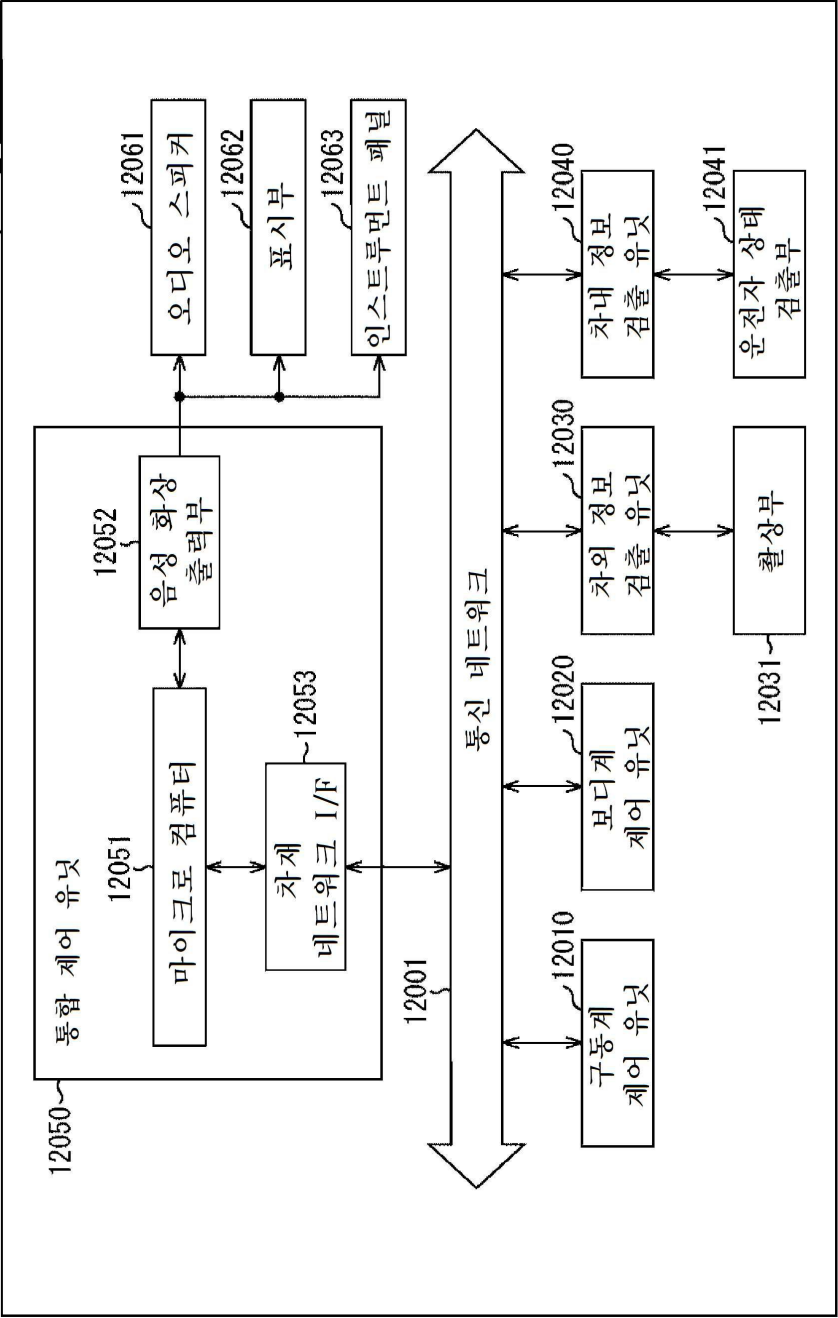 12050
통합 제어 유닛
12051
마이크로 컴퓨터
12052
음성 화상
출력부
12053
차재
네트워크 I/F
12061
오디오 스피커
12062
표시부
12063
인스트루먼트 패널
12001
통신 네트워크
12010
구동계
제어 유닛
12020
보디계
제어 유닛
12030
차외 정보
검출 유닛
12040
차내 정보
검출 유닛
12031
촬상부
12041
운전자 상태
검출부